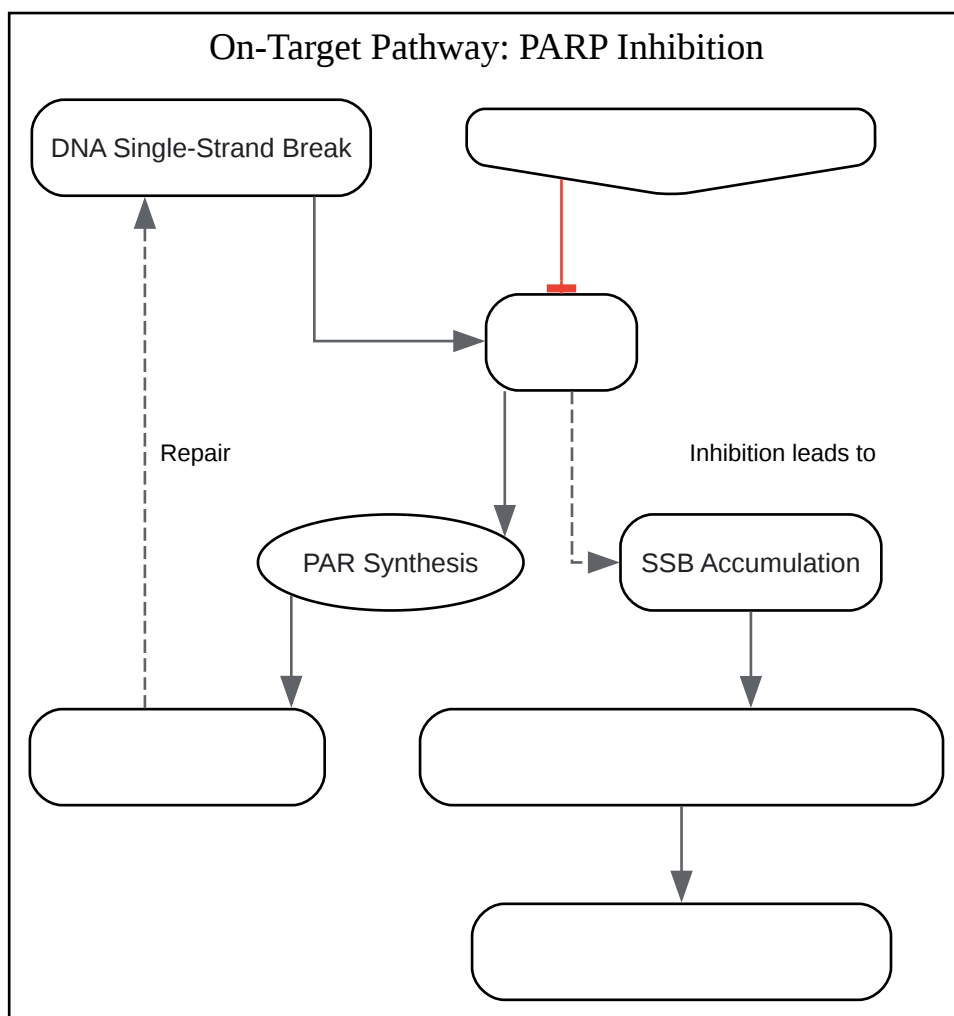 On-Target Pathway: PARP Inhibition
DNA Single-Strand Break
Repair
Inhibition leads to
PAR Synthesis
SSB Accumulation